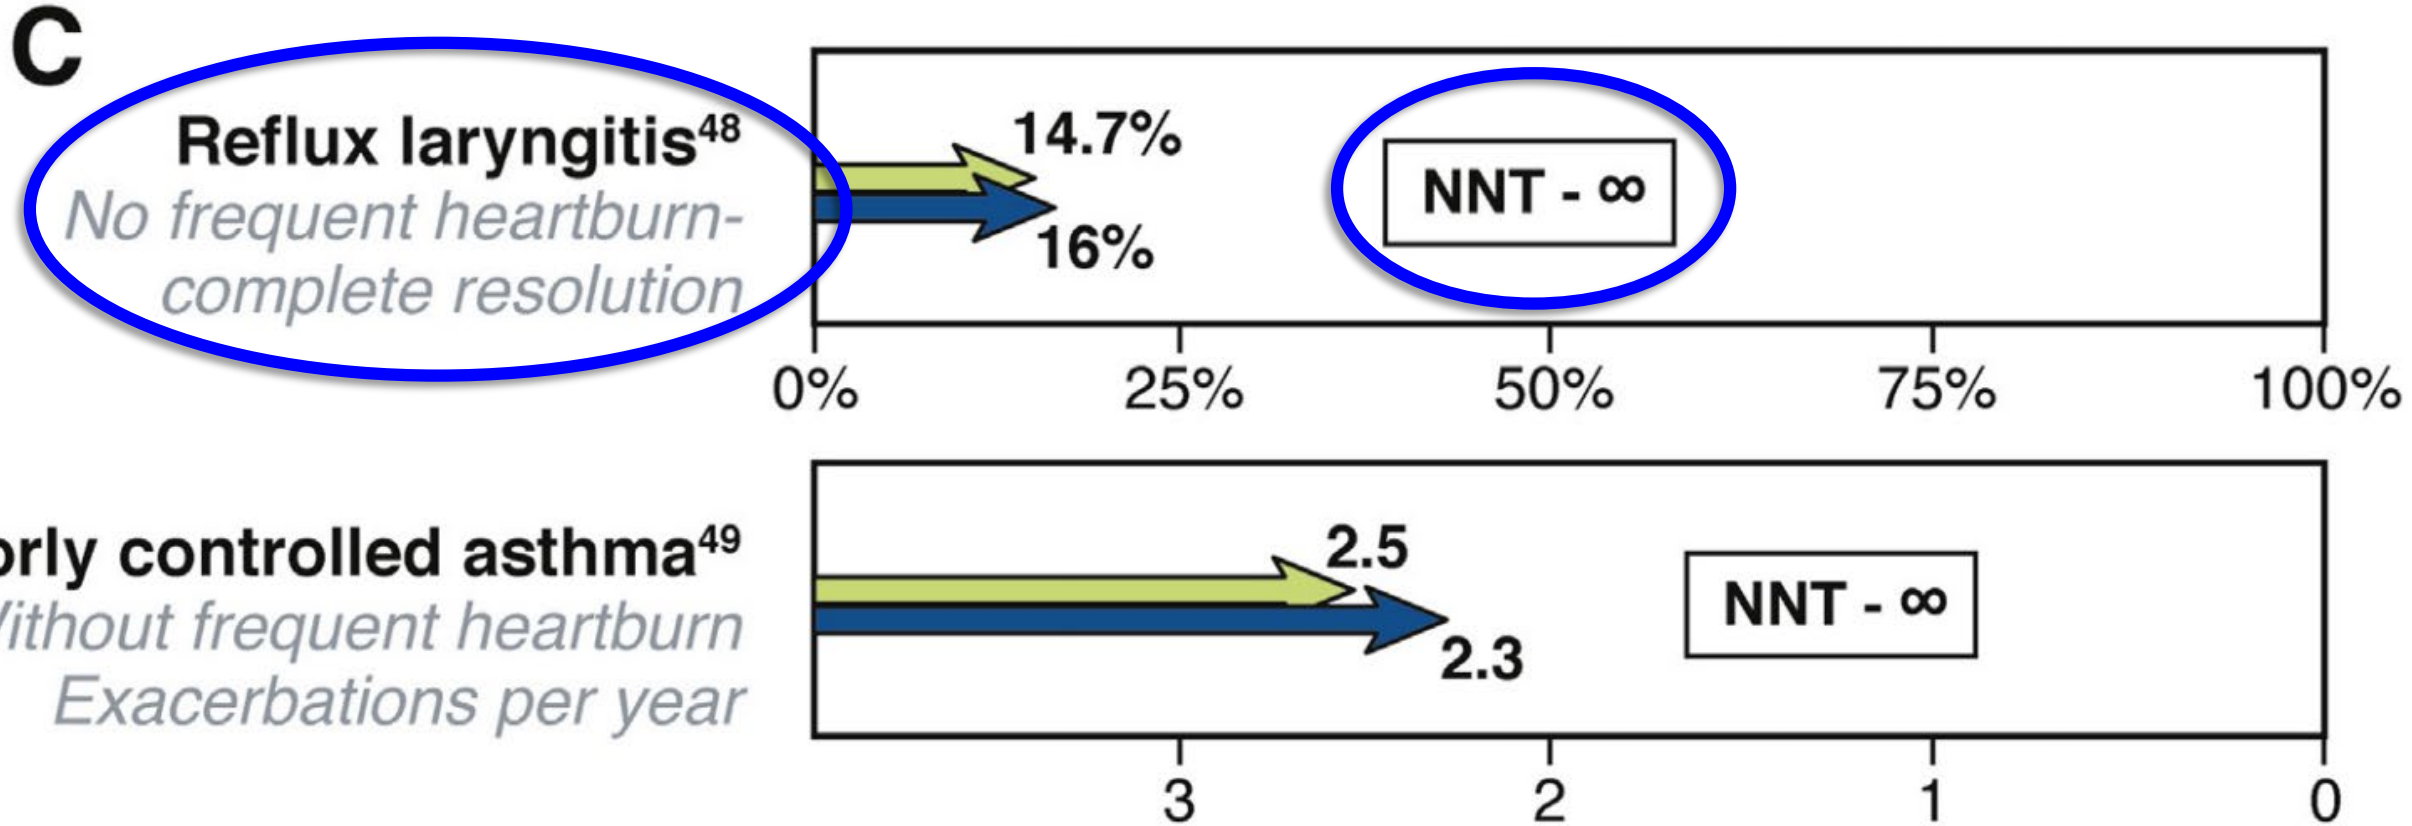 C
Reflux laryngitis⁴⁸
No frequent heartburn-
complete resolution
14.7%
16%
NNT - ∞
0% 25% 50% 75% 100%
controlled asthma⁴⁹
frequent heartburn
Exacerbations per year
2.5
2.3
NNT - ∞
3 2 1 0